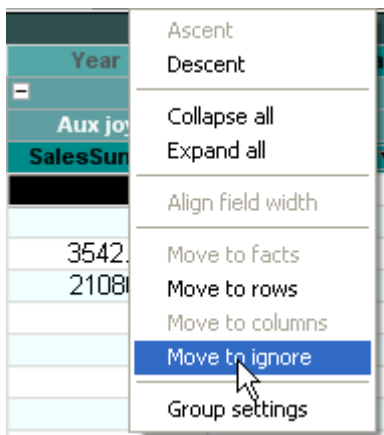 Ascent
Year
Descent
Collapse all
Aux joy
Expand all
SalesSum
Align field width
Move to facts
3542.
Move to rows
2108
Move to columns
Move to ignore
Group settings